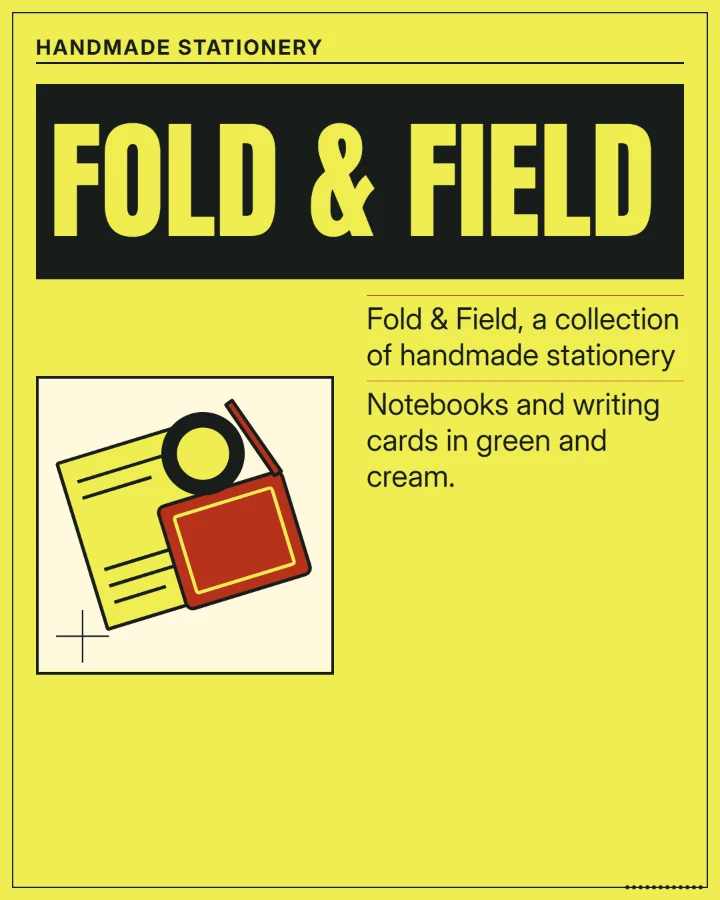 HANDMADE STATIONERY
FOLD & FIELD
Fold & Field, a collection
of handmade stationery
Notebooks and writing
cards in green and
cream.